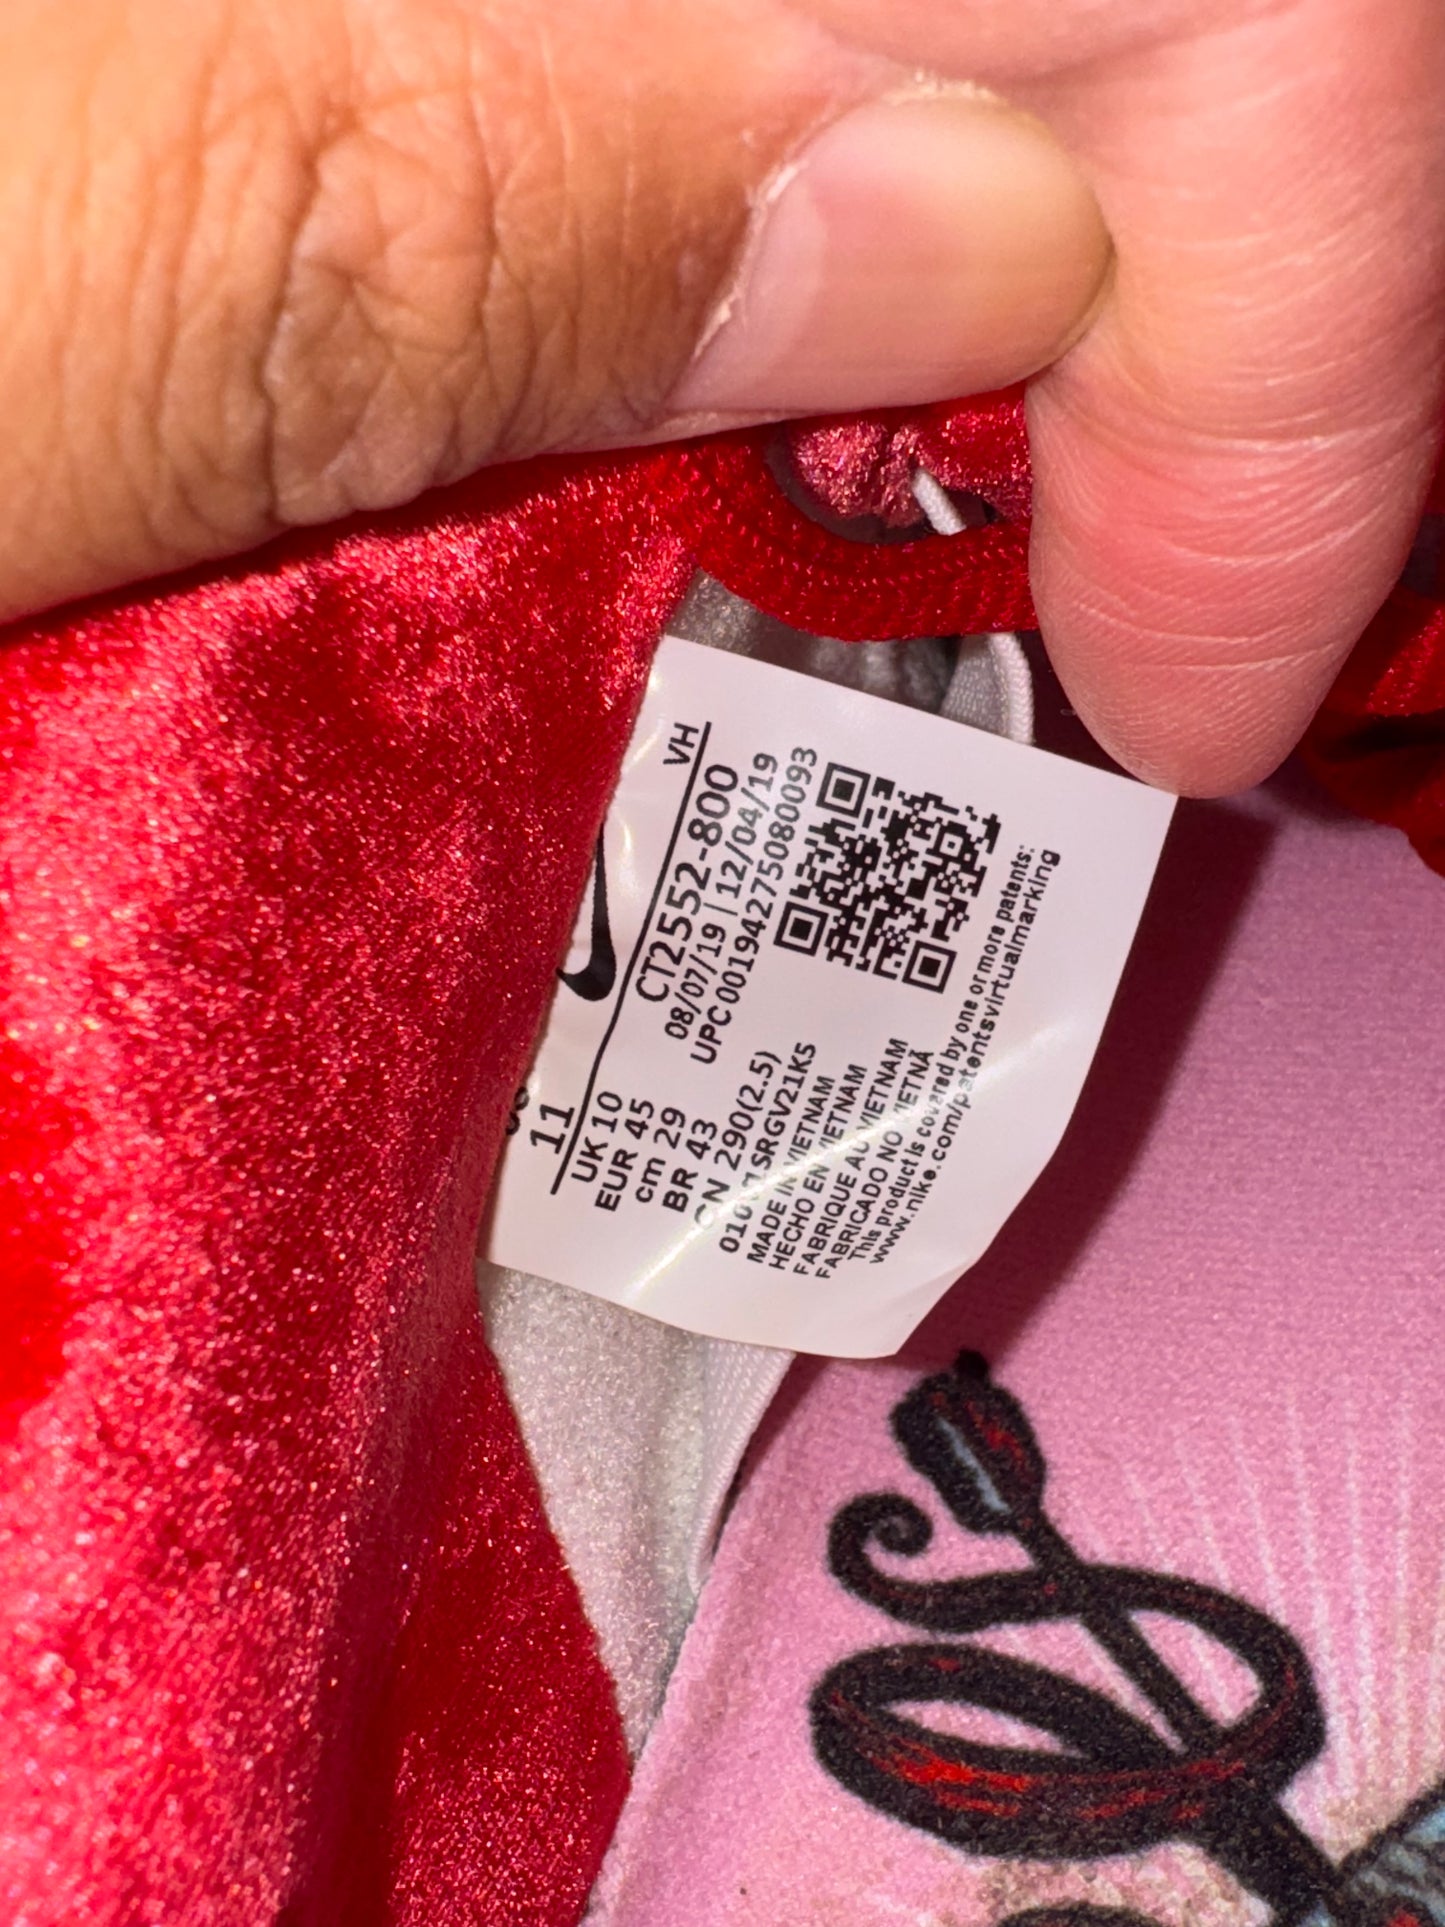 11
UK 10
EUR 45
cm 29
BR 43
CN 290(2.5)
VH
CT2552-800
08/07/19 | 12/04/19
UPC 00194275080093
MADE IN VIETNAM
HECHO EN VIETNAM
FABRIQUE AU VIETNAM
FABRICADO NO VIETNÃ
This product is covered by one or more patents:
www.nike.com/patentsvirtualmarking